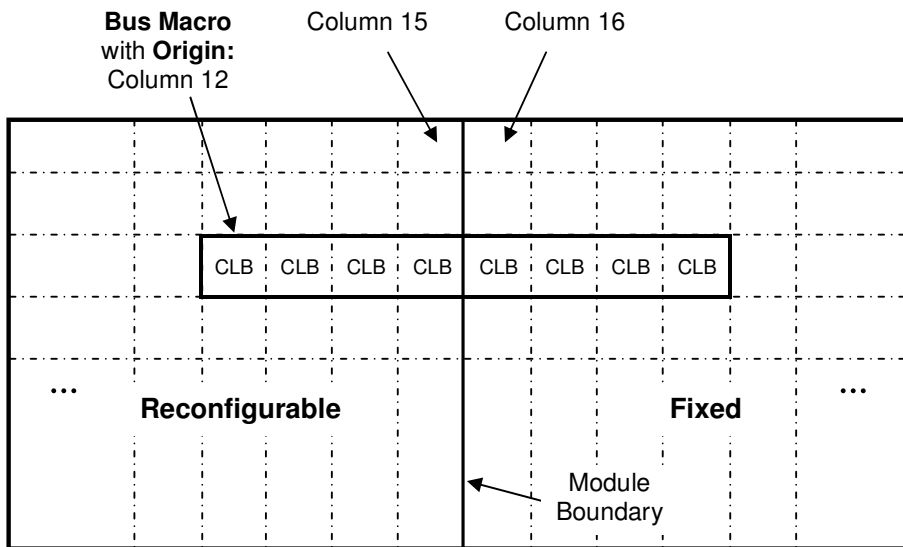 Bus Macro
with Origin:
Column 12
Column 15
Column 16
CLB CLB CLB CLB CLB CLB CLB CLB
... ...
Reconfigurable Fixed
Module
Boundary